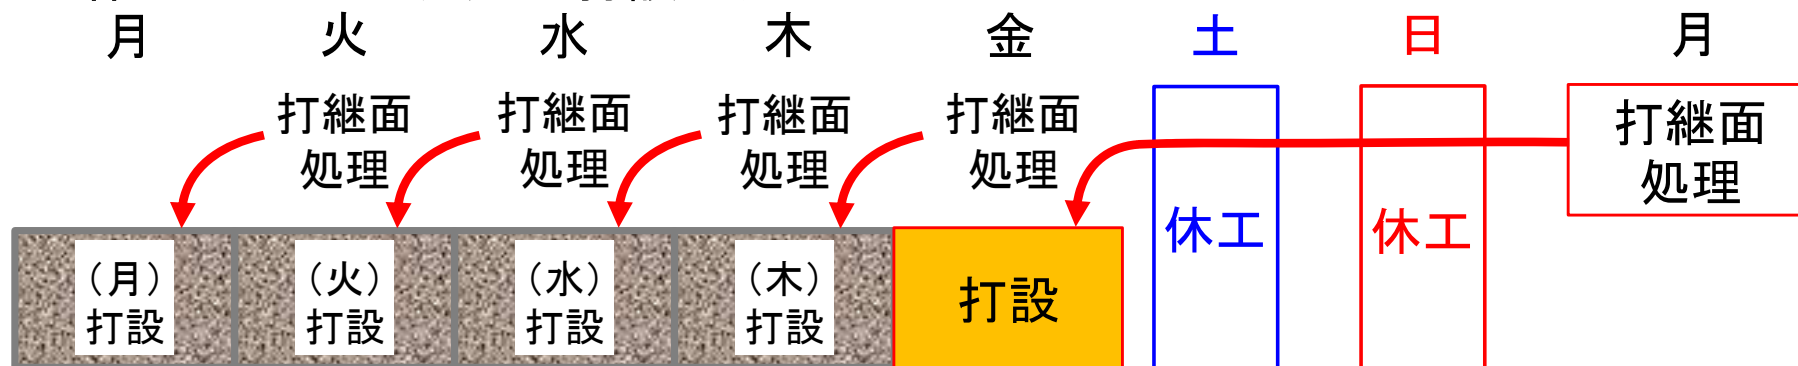 月 火 水 木 金 土 日 月
打継面
処理
打継面
処理
打継面
処理
打継面
処理
打継面
処理
休工
休工
（月）
打設
（火）
打設
（水）
打設
（木）
打設
打設